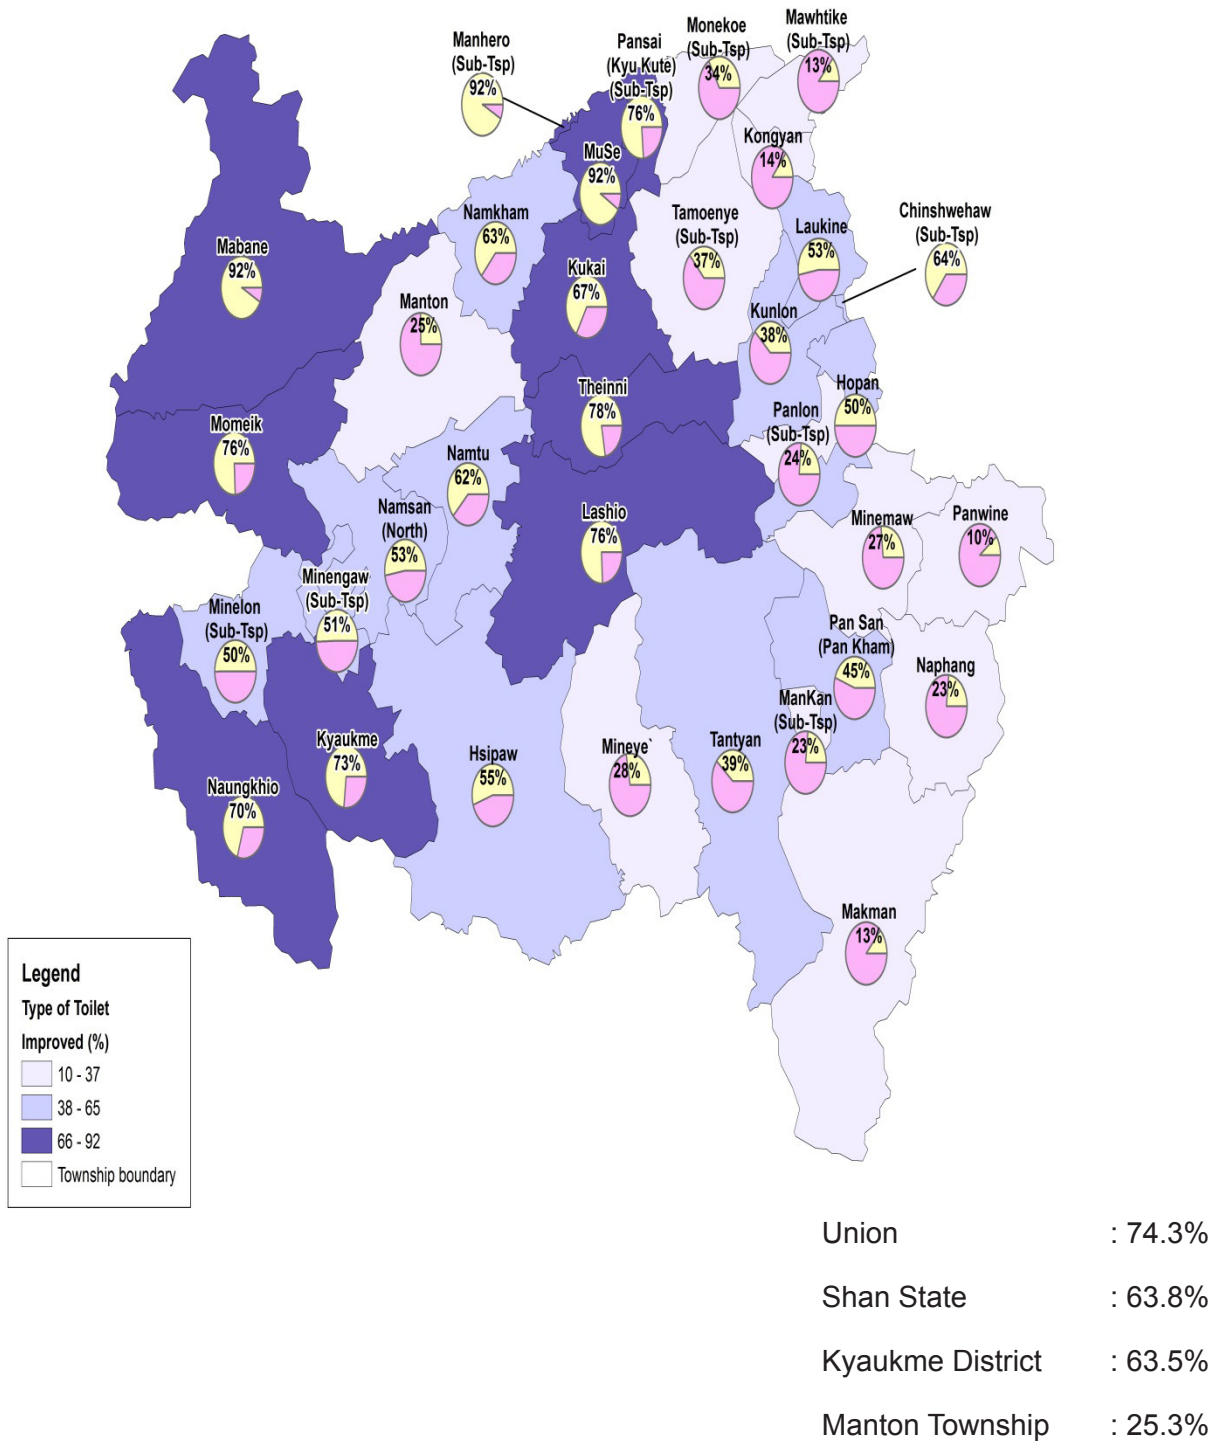 Manhero
(Sub-Tsp)
92%
Pansai
(Kyu Kute)
(Sub-Tsp)
76%
Monekoe
(Sub-Tsp)
34%
Mawhtike
(Sub-Tsp)
13%
Kongyan
14%
MuSe
92%
Namkham
63%
Tamoenye
(Sub-Tsp)
37%
Laukine
53%
Chinshwehaw
(Sub-Tsp)
64%
Mabane
92%
Kukai
67%
Manton
25%
Kunlon
38%
Theinni
78%
Hopan
50%
Panlon
(Sub-Tsp)
24%
Momeik
76%
Namtu
62%
Namsan
(North)
53%
Lashio
76%
Minemaw
27%
Panwine
10%
Minengaw
(Sub-Tsp)
51%
Minelon
(Sub-Tsp)
50%
Pan San
(Pan Kham)
45%
Naphang
23%
ManKan
(Sub-Tsp)
23%
Kyaukme
73%
Hsipaw
55%
Mineye`
28%
Tantyan
39%
Naungkhio
70%
Makman
13%
Legend
Type of Toilet
Improved (%)
10 - 37
38 - 65
66 - 92
Township boundary
Union : 74.3%
Shan State : 63.8%
Kyaukme District : 63.5%
Manton Township : 25.3%